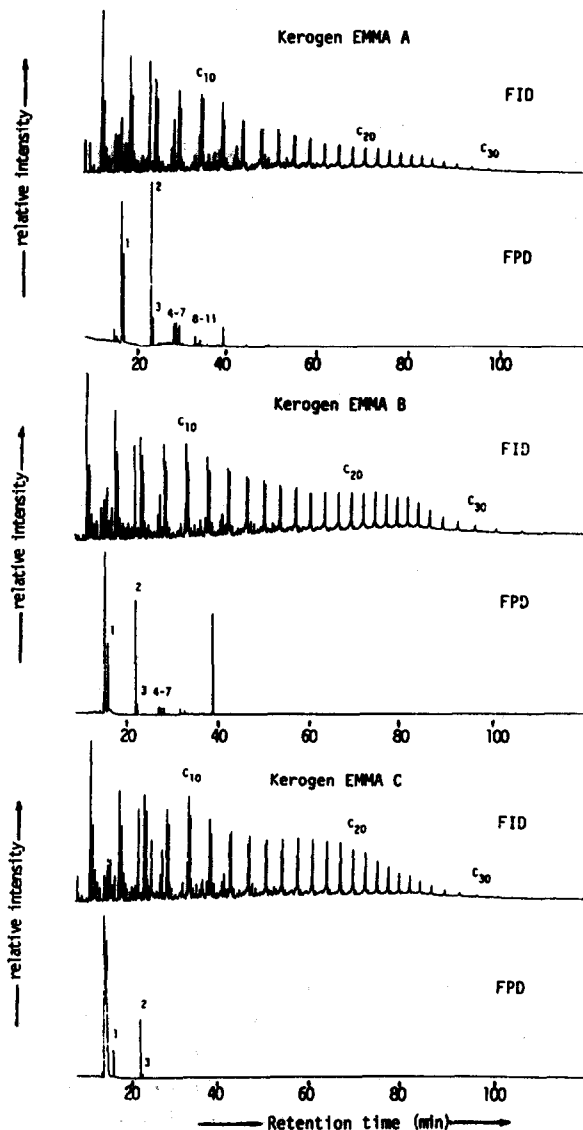 Kerogen EMMA A
C10
FID
C20
C30
relative intensity
2
FPD
1
3 4-7 8-11
20 40 60 80 100
Kerogen EMMA B
C10
FID
C20
C30
relative intensity
2
FPD
1
3 4-7
20 40 60 80 100
Kerogen EMMA C
C10
FID
C20
C30
relative intensity
FPD
2
1
3
20 40 60 80 100
Retention time (min)